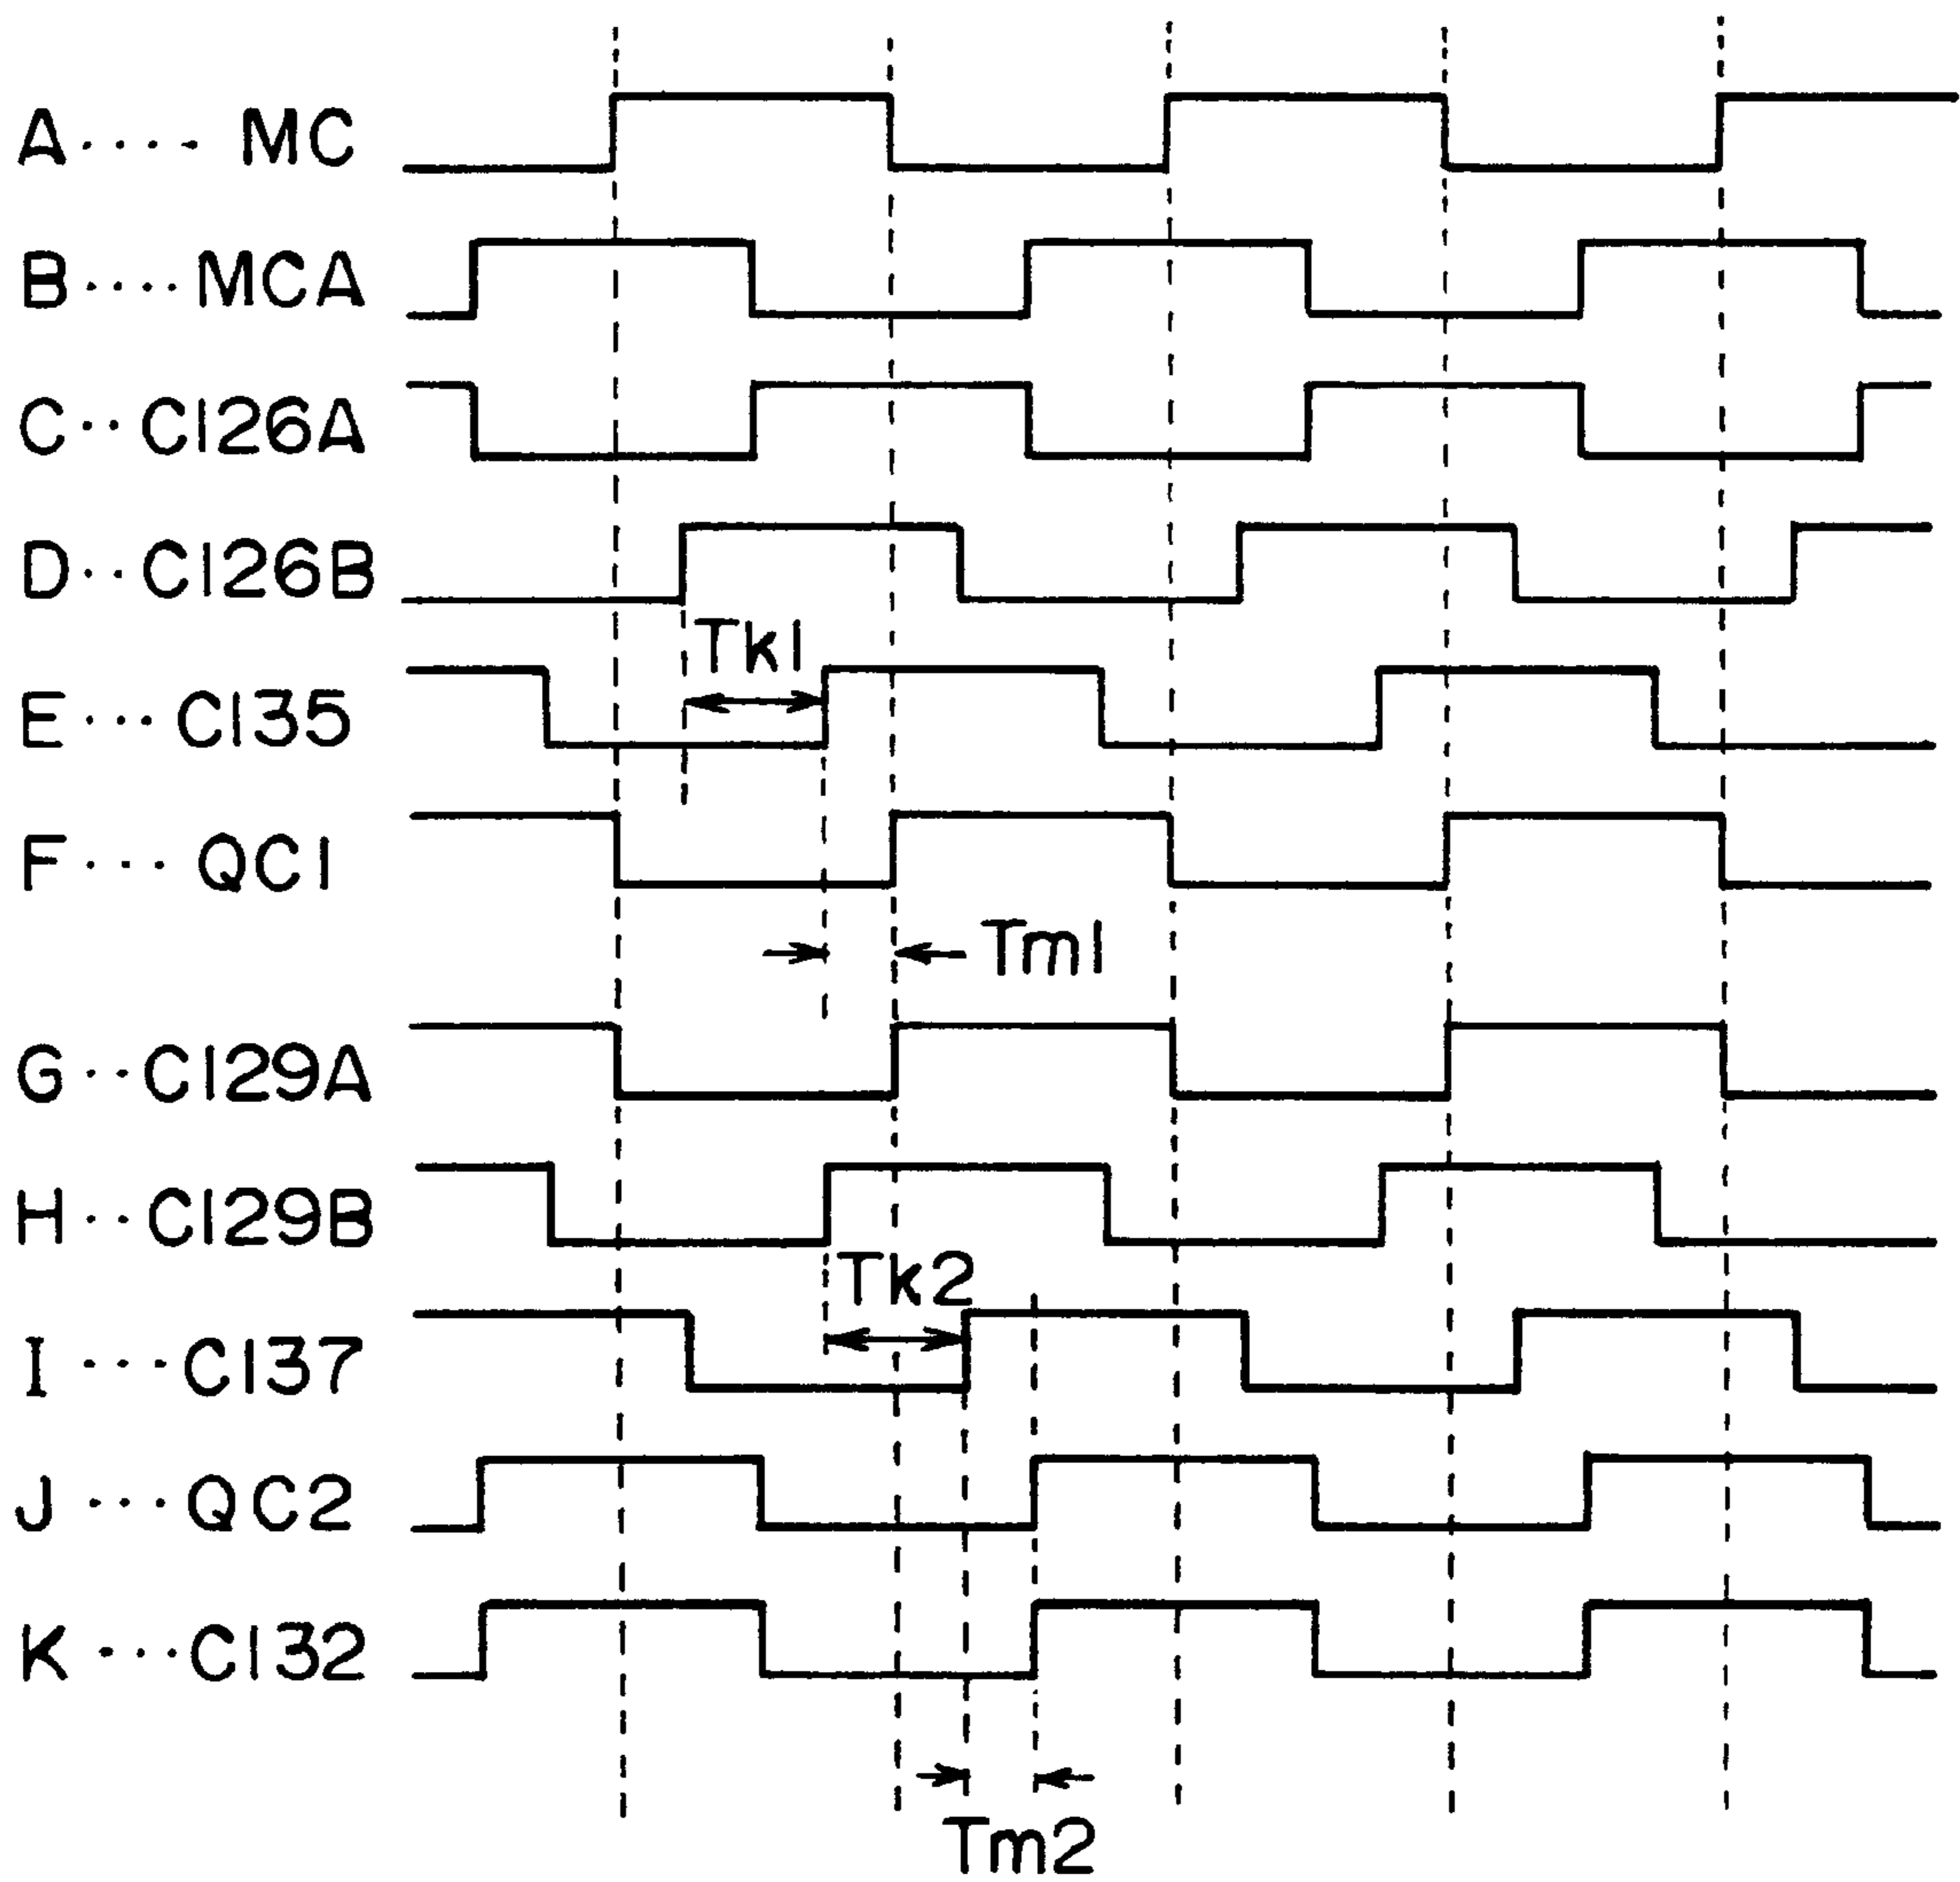 A···· MC
B···· MCA
C·· C126A
D·· C126B
Tk1
E··· C135
F··· QC1
Tm1
G·· C129A
H·· C129B
Tk2
I ··· C137
J ··· QC2
K ··· C132
Tm2